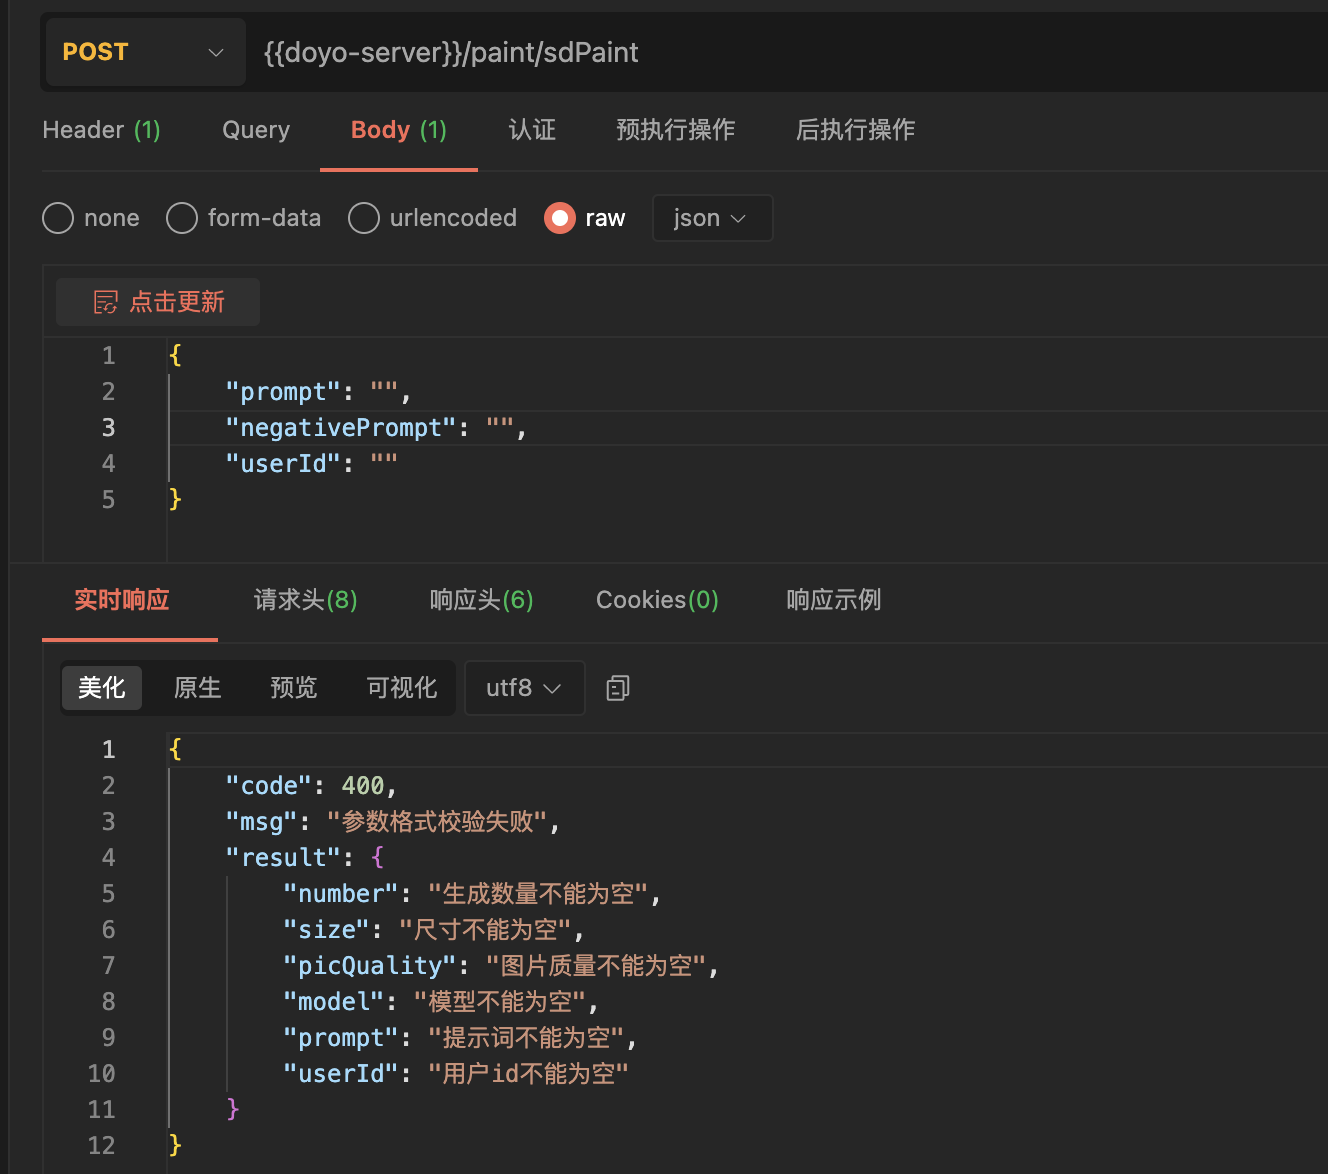 POST {{doyo-server}}/paint/sdPaint
Header (1) Query Body (1) 认证 预执行操作 后执行操作
none form-data urlencoded raw json
点击更新
1 {
2 "prompt": "",
3 "negativePrompt": "",
4 "userId": ""
5 }
实时响应 请求头(8) 响应头(6) Cookies(0) 响应示例
美化 原生 预览 可视化 utf8
1 {
2 "code": 400,
3 "msg": "参数格式校验失败",
4 "result": {
5 "number": "生成数量不能为空",
6 "size": "尺寸不能为空",
7 "picQuality": "图片质量不能为空",
8 "model": "模型不能为空",
9 "prompt": "提示词不能为空",
10 "userId": "用户id不能为空"
11 }
12 }